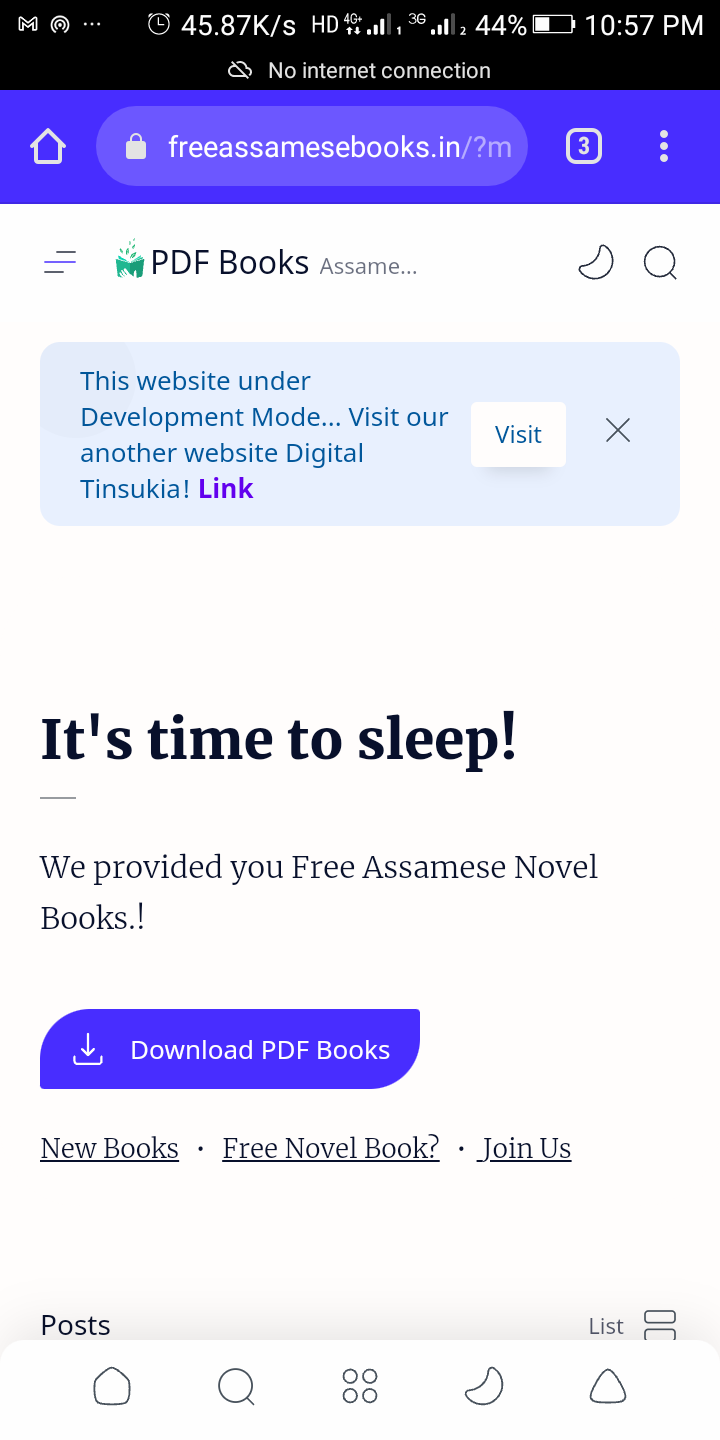 45.87K/s HD 4G+ 1 3G 2 44% 10:57 PM
No internet connection
freeassamesebooks.in/?m
3
PDF Books Assame...
This website under
Development Mode... Visit our
another website Digital
Tinsukia! Link
Visit
It's time to sleep!
We provided you Free Assamese Novel
Books.!
Download PDF Books
New Books • Free Novel Book? • Join Us
Posts
List